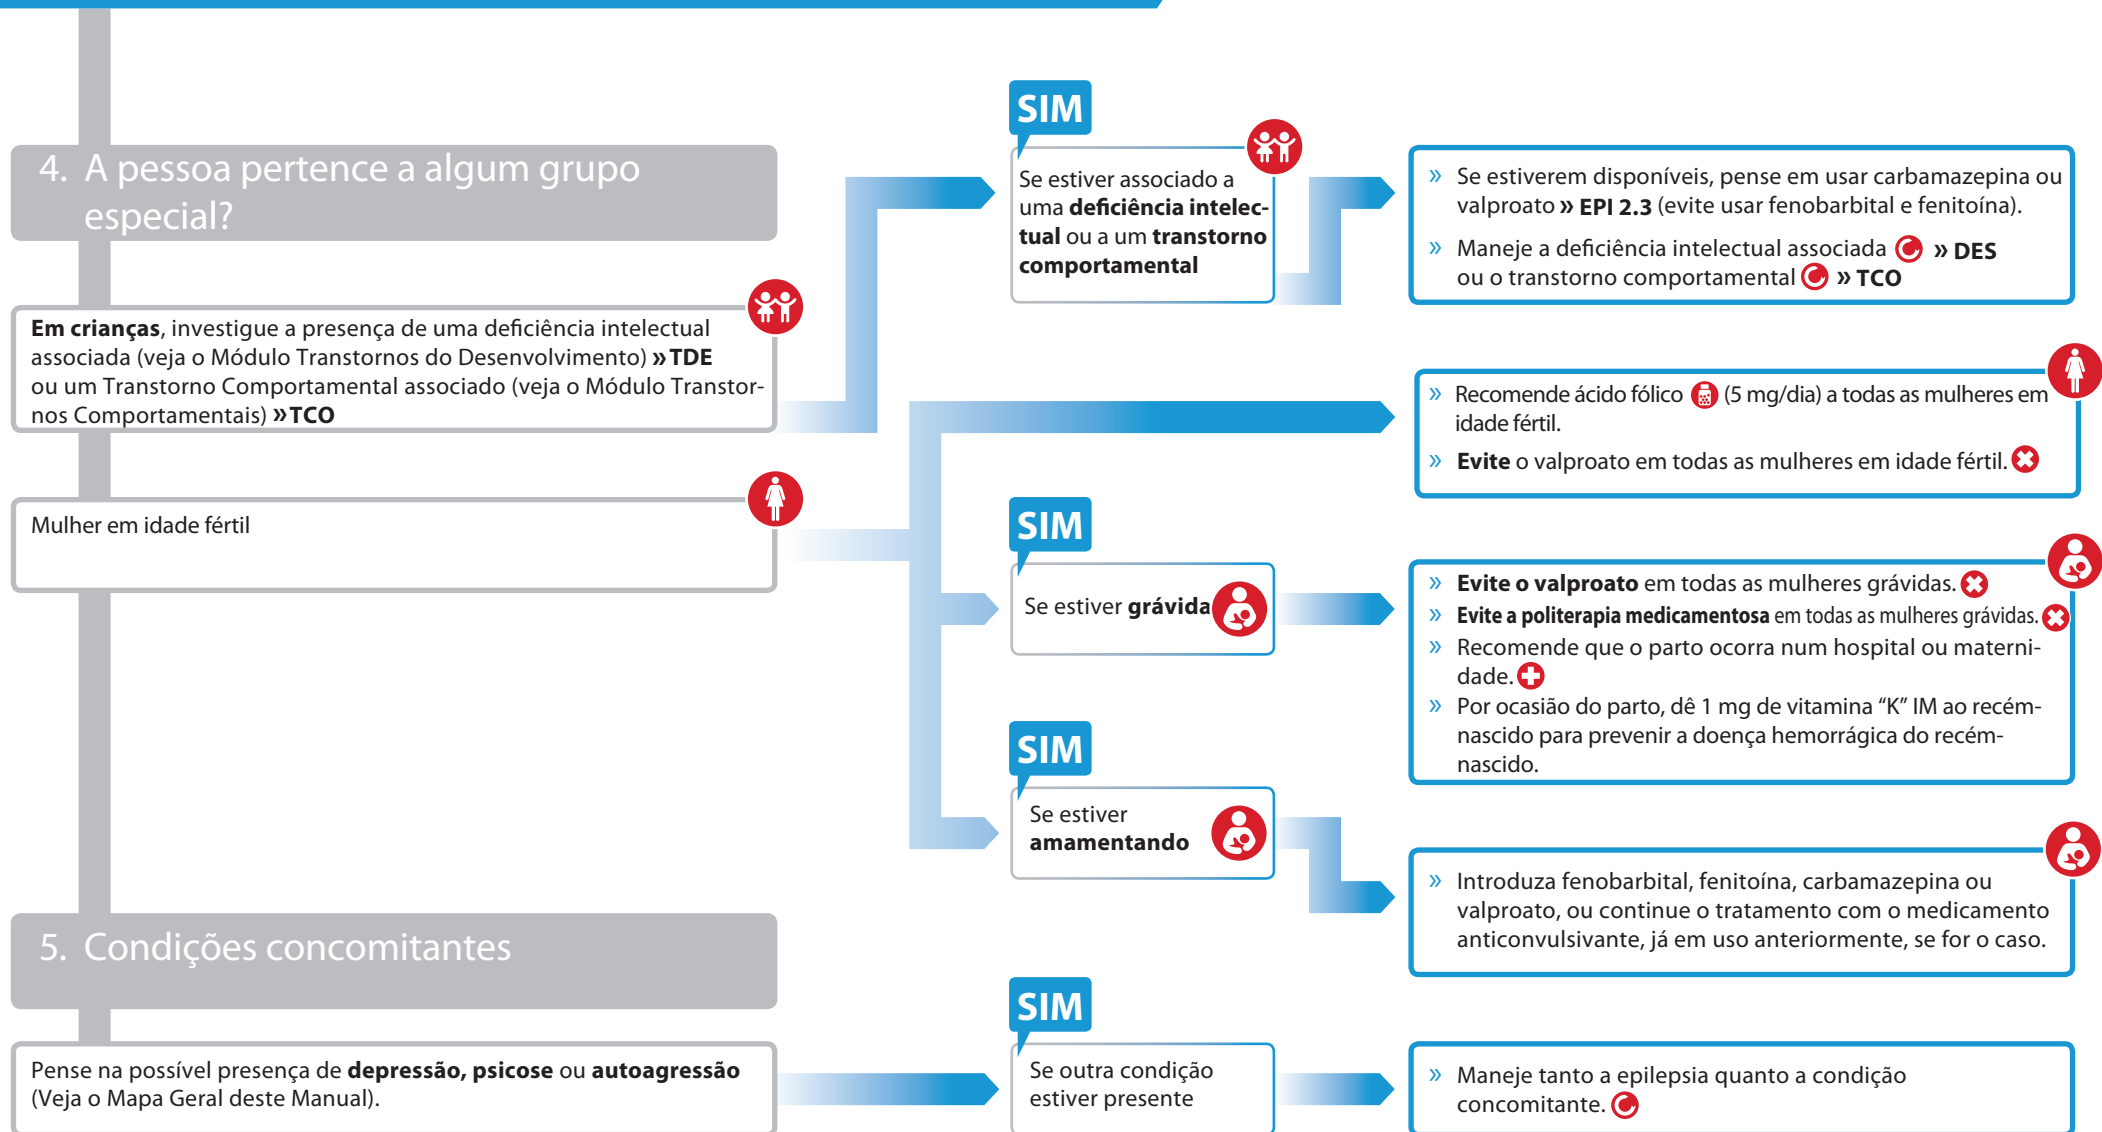 4. A pessoa pertence a algum grupo
especial?
Em crianças, investigue a presença de uma deficiência intelectual
associada (veja o Módulo Transtornos do Desenvolvimento) » TDE
ou um Transtorno Comportamental associado (veja o Módulo Transtor-
nos Comportamentais) » TCO
SIM
Se estiver associado a
uma deficiência intelec-
tual ou a um transtorno
comportamental
» Se estiverem disponíveis, pense em usar carbamazepina ou
valproato » EPI 2.3 (evite usar fenobarbital e fenitoína).
» Maneje a deficiência intelectual associada » DES
ou o transtorno comportamental » TCO
Mulher em idade fértil
» Recomende ácido fólico (5 mg/dia) a todas as mulheres em
idade fértil.
» Evite o valproato em todas as mulheres em idade fértil.
SIM
Se estiver grávida
» Evite o valproato em todas as mulheres grávidas.
» Evite a politerapia medicamentosa em todas as mulheres grávidas.
» Recomende que o parto ocorra num hospital ou materni-
dade.
» Por ocasião do parto, dê 1 mg de vitamina “K” IM ao recém-
nascido para prevenir a doença hemorrágica do recém-
nascido.
SIM
Se estiver
amamentando
» Introduza fenobarbital, fenitoína, carbamazepina ou
valproato, ou continue o tratamento com o medicamento
anticonvulsivante, já em uso anteriormente, se for o caso.
5. Condições concomitantes
Pense na possível presença de depressão, psicose ou autoagressão
(Veja o Mapa Geral deste Manual).
SIM
Se outra condição
estiver presente
» Maneje tanto a epilepsia quanto a condição
concomitante.